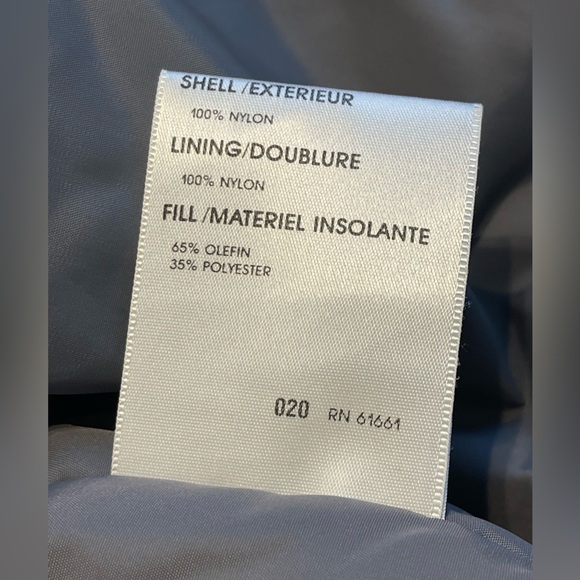 SHELL/EXTERIEUR
100% NYLON
LINING/DOUBLURE
100% NYLON
FILL/MATERIEL INSOLANTE
65% OLEFIN
35% POLYESTER
020 RN 61661